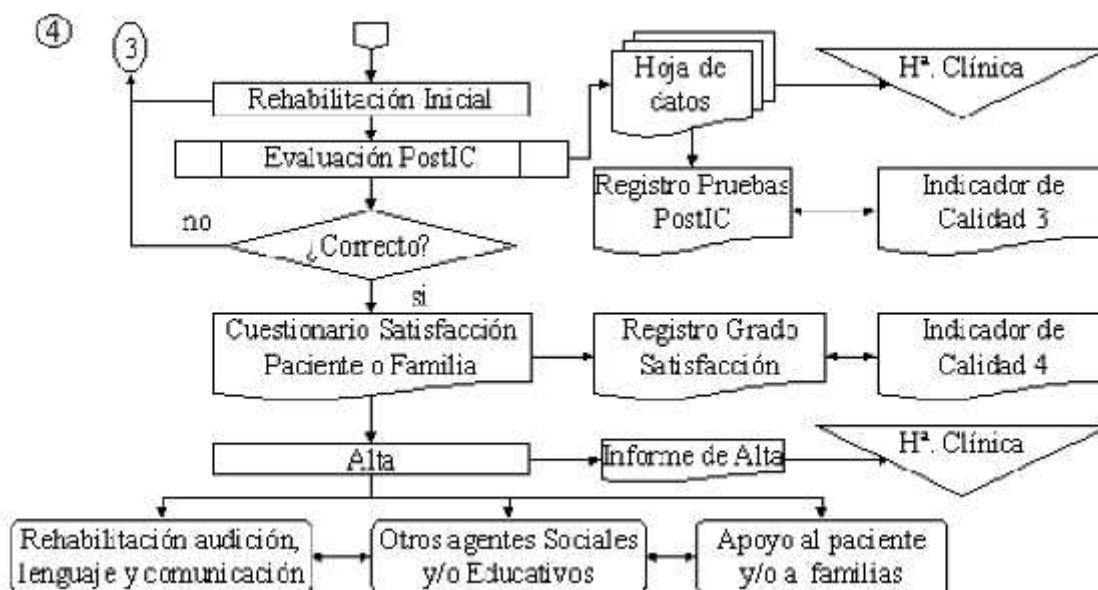 ④
3
Hoja de
datos
Hª. Clínica
Rehabilitación Inicial
Evaluación PostIC
Registro Pruebas
PostIC
Indicador de
Calidad 3
no
¿Correcto?
si
Cuestionario Satisfacción
Paciente o Familia
Registro Grado
Satisfacción
Indicador de
Calidad 4
Alta
Informe de Alta
Hª. Clínica
Rehabilitación audición,
lenguaje y comunicación
Otros agentes Sociales
y/o Educativos
Apoyo al paciente
y/o a familias